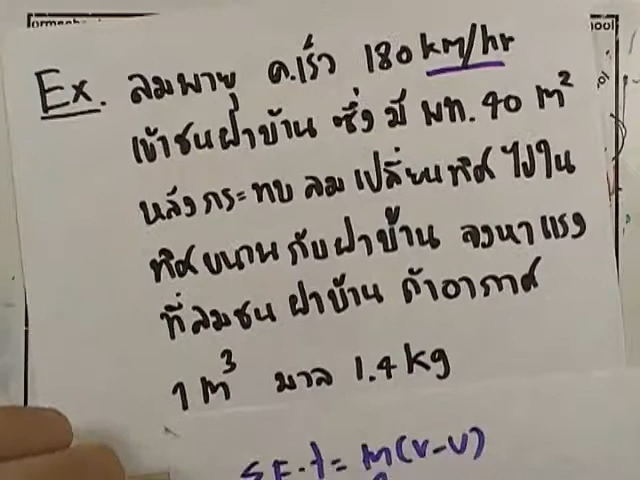 Ex. ลมพายุ ค.เร็ว 180 km/hr
เข้าชนฝาบ้าน ซึ่ง มี พท. 40 m²
หลังกระทบ ลมเปลี่ยนทิศ ไปใน
ทิศขนาน กับฝาบ้าน จงหาแรง
ที่ลมชน ฝาบ้าน ถ้าอากาศ
1 m³ มวล 1.4 kg
ΣF.t = m(v-u)